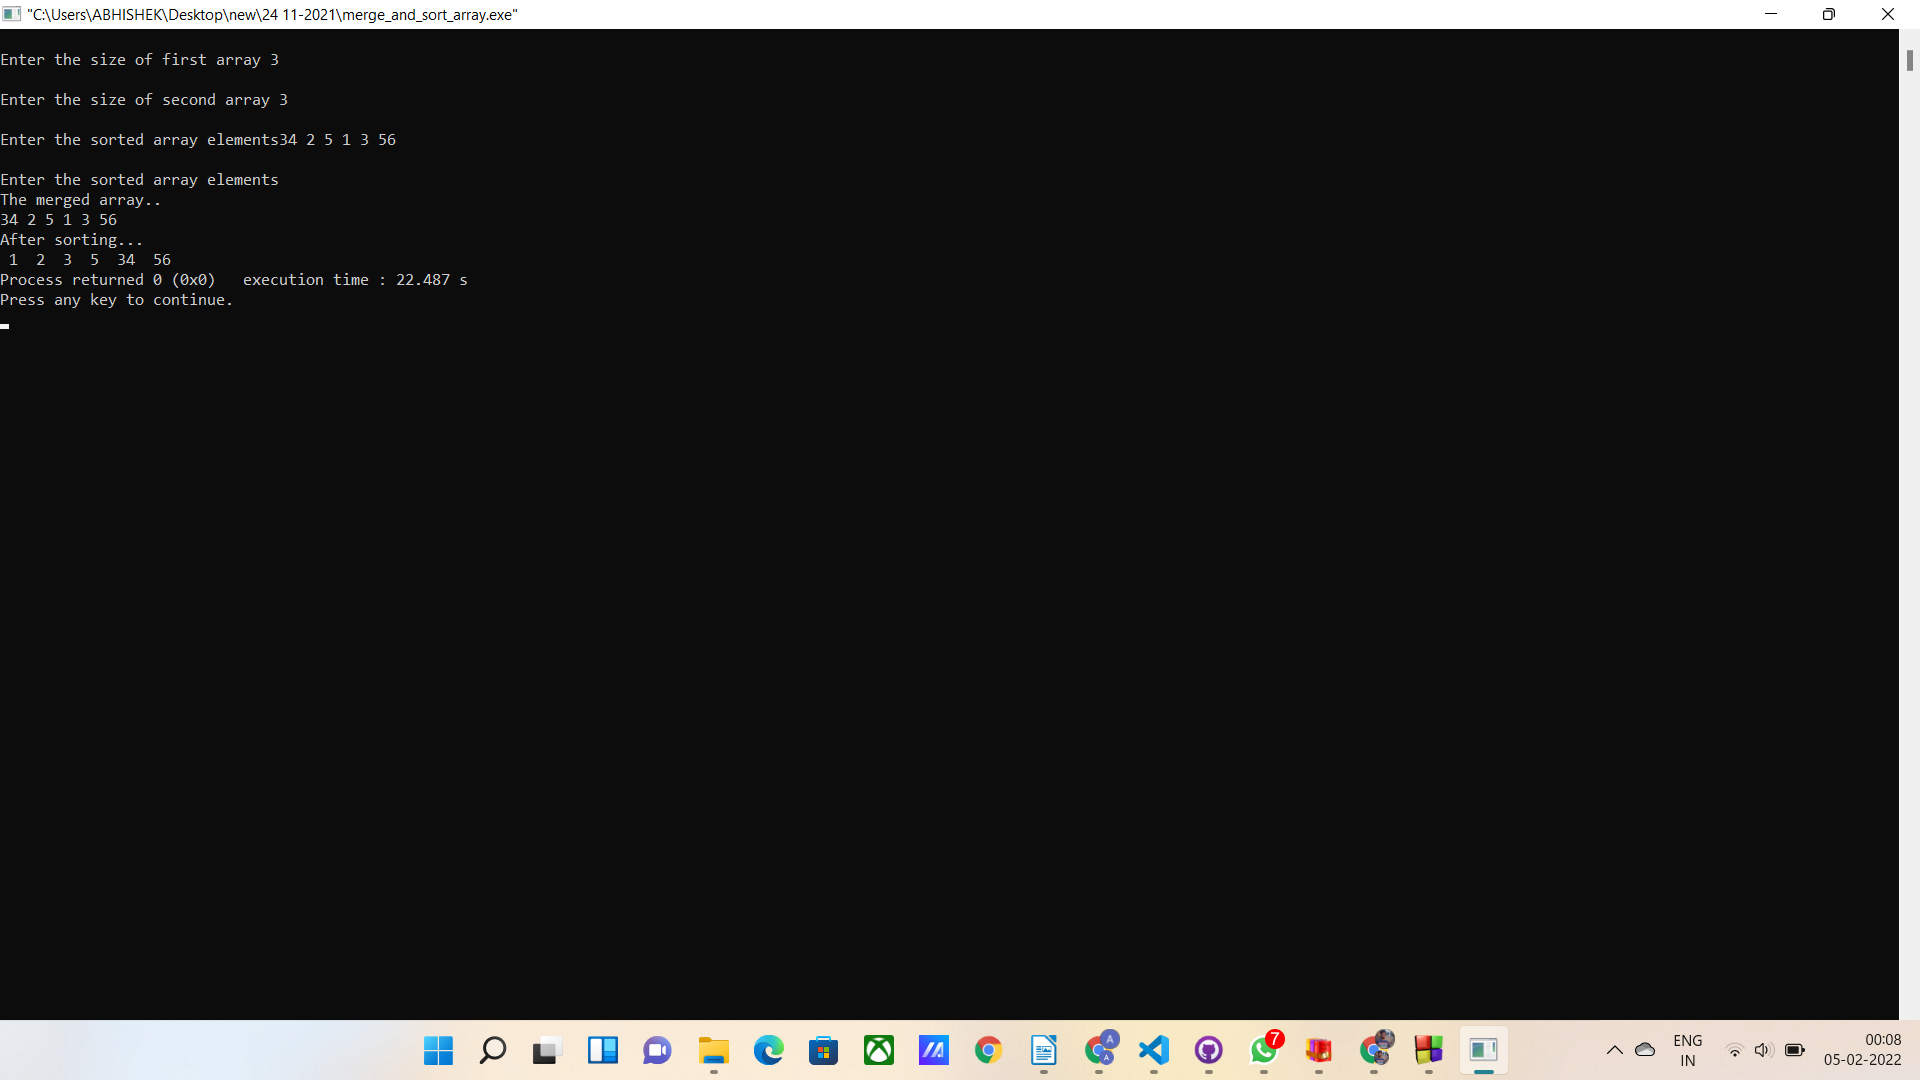 "C:\Users\ABHISHEK\Desktop\new\24 11-2021\merge_and_sort_array.exe"
Enter the size of first array 3
Enter the size of second array 3
Enter the sorted array elements34 2 5 1 3 56
Enter the sorted array elements
The merged array..
34 2 5 1 3 56
After sorting...
 1  2  3  5  34  56
Process returned 0 (0x0)   execution time : 22.487 s
Press any key to continue.
A
A
7
ENG
IN
00:08
05-02-2022